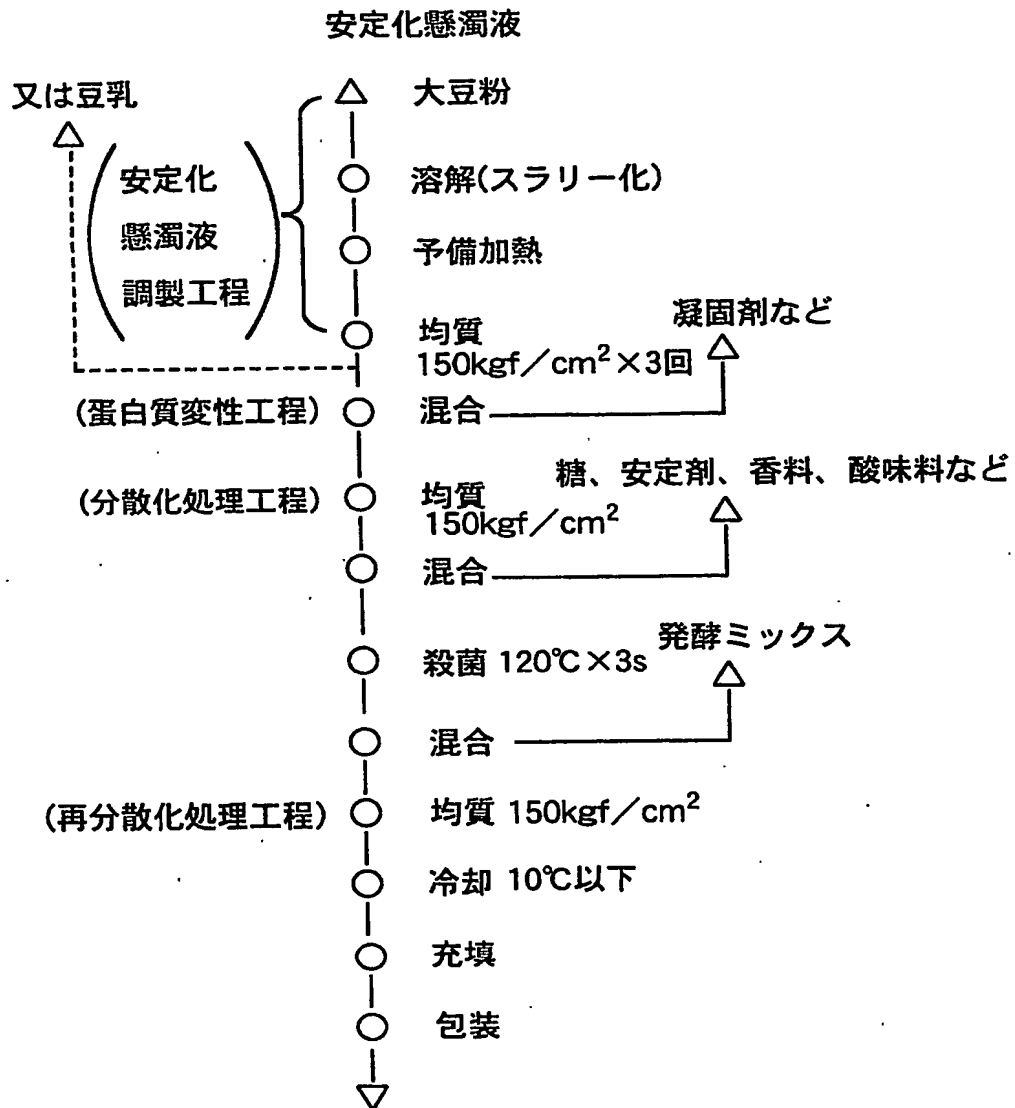 安定化懸濁液
又は豆乳
大豆粉
安定化
懸濁液
調製工程
溶解(スラリー化)
予備加熱
均質
150kgf／cm²×3回
凝固剤など
(蛋白質変性工程)
混合
糖、安定剤、香料、酸味料など
(分散化処理工程)
均質
150kgf／cm²
混合
発酵ミックス
殺菌 120℃×3s
混合
(再分散化処理工程)
均質 150kgf／cm²
冷却 10℃以下
充填
包装